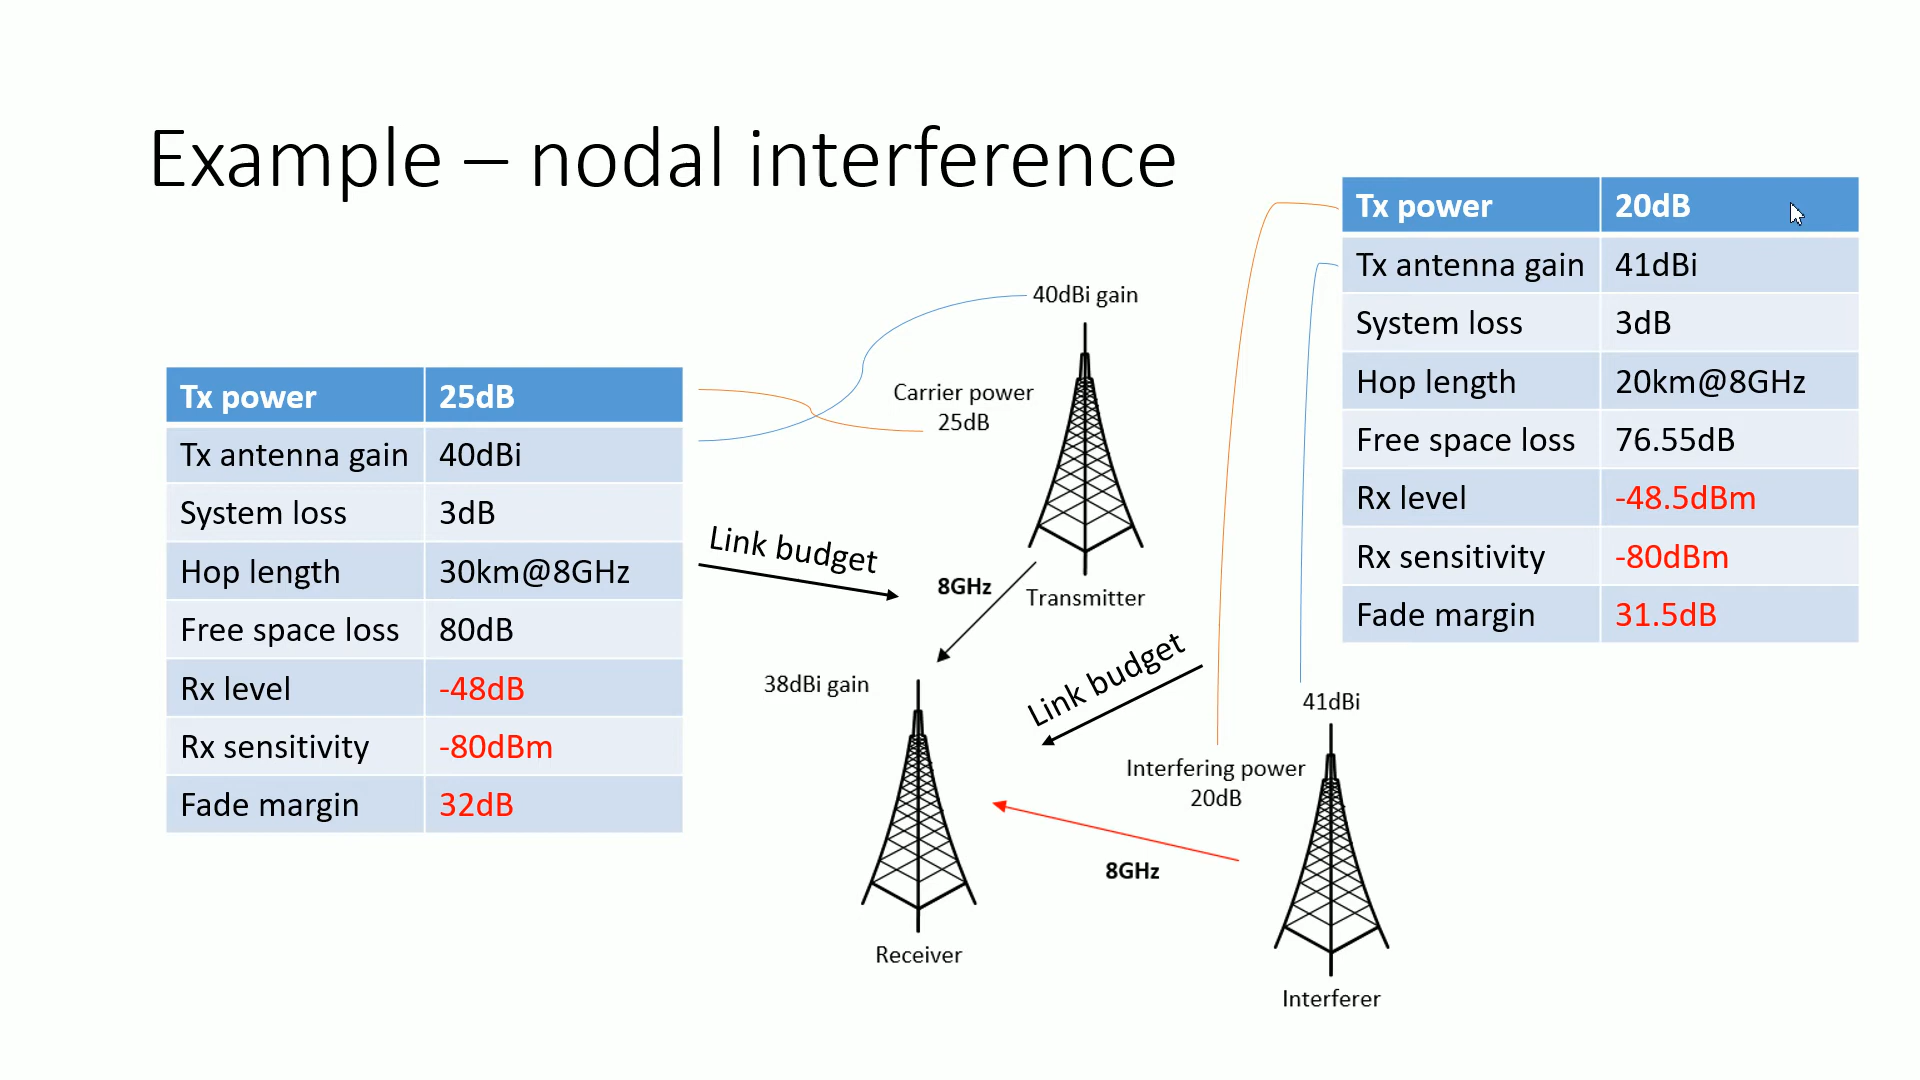 Example – nodal interference
Tx power 20dB
Tx antenna gain 41dBi
System loss 3dB
Hop length 20km@8GHz
Free space loss 76.55dB
Rx level -48.5dBm
Rx sensitivity -80dBm
Fade margin 31.5dB
40dBi gain
Carrier power
25dB
Tx power 25dB
Tx antenna gain 40dBi
System loss 3dB
Hop length 30km@8GHz
Free space loss 80dB
Rx level -48dB
Rx sensitivity -80dBm
Fade margin 32dB
Link budget
8GHz
Transmitter
Link budget
38dBi gain
41dBi
Interfering power
20dB
8GHz
Receiver
Interferer